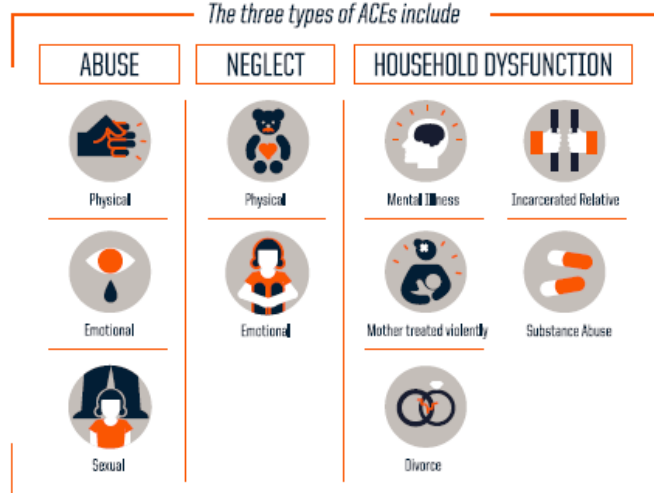 The three types of ACEs include
ABUSE
NEGLECT
HOUSEHOLD DYSFUNCTION
Physical
Physical
Mental Illness
Incarcerated Relative
Emotional
Emotional
Mother treated violently
Substance Abuse
Sexual
Divorce